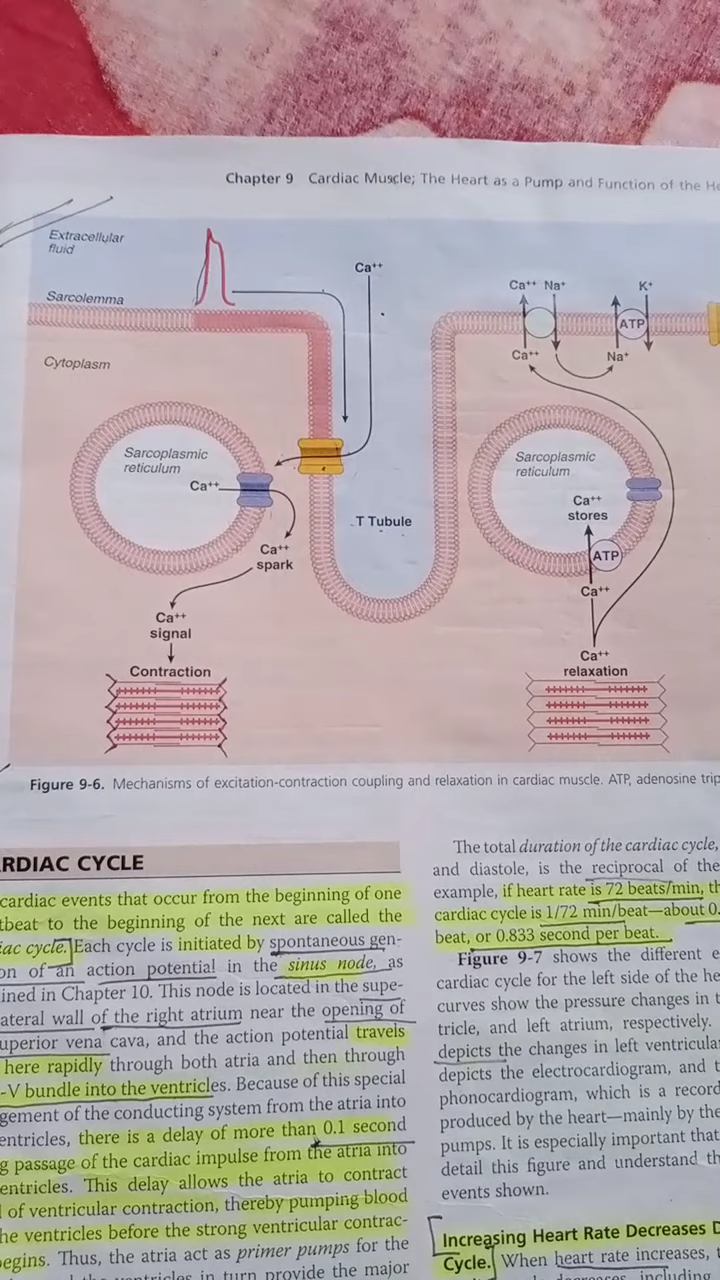 Chapter 9 Cardiac Muscle; The Heart as a Pump and Function of the
Extracellular
fluid
Sarcolemma
Cytoplasm
Ca++
Sarcoplasmic
reticulum
Ca++
Ca++
spark
Ca++
signal
Contraction
T Tubule
Ca++ Na+
K+
ATP
Ca++
Na+
Sarcoplasmic
reticulum
Ca++
stores
ATP
Ca++
Ca++
relaxation
Figure 9-6. Mechanisms of excitation-contraction coupling and relaxation in cardiac muscle. ATP, adenosine trip
RDIAC CYCLE
cardiac events that occur from the beginning of one
tbeat to the beginning of the next are called the
iac cycle. Each cycle is initiated by spontaneous gen-
on of an action potential in the sinus node, as
ined in Chapter 10. This node is located in the supe-
ateral wall of the right atrium near the opening of
uperior vena cava, and the action potential travels
here rapidly through both atria and then through
-V bundle into the ventricles. Because of this special
gement of the conducting system from the atria into
entricles, there is a delay of more than 0.1 second
g passage of the cardiac impulse from the atria into
entricles. This delay allows the atria to contract
l of ventricular contraction, thereby pumping blood
he ventricles before the strong ventricular contrac-
egins. Thus, the atria act as primer pumps for the
ventricles in turn provide the major
The total duration of the cardiac cycle,
and diastole, is the reciprocal of the
example, if heart rate is 72 beats/min, th
cardiac cycle is 1/72 min/beat—about 0.
beat, or 0.833 second per beat.
Figure 9-7 shows the different e
cardiac cycle for the left side of the he
curves show the pressure changes in t
tricle, and left atrium, respectively.
depicts the changes in left ventricula
depicts the electrocardiogram, and t
phonocardiogram, which is a record
produced by the heart—mainly by the
pumps. It is especially important that
detail this figure and understand th
events shown.
Increasing Heart Rate Decreases D
Cycle. When heart rate increases, t
including